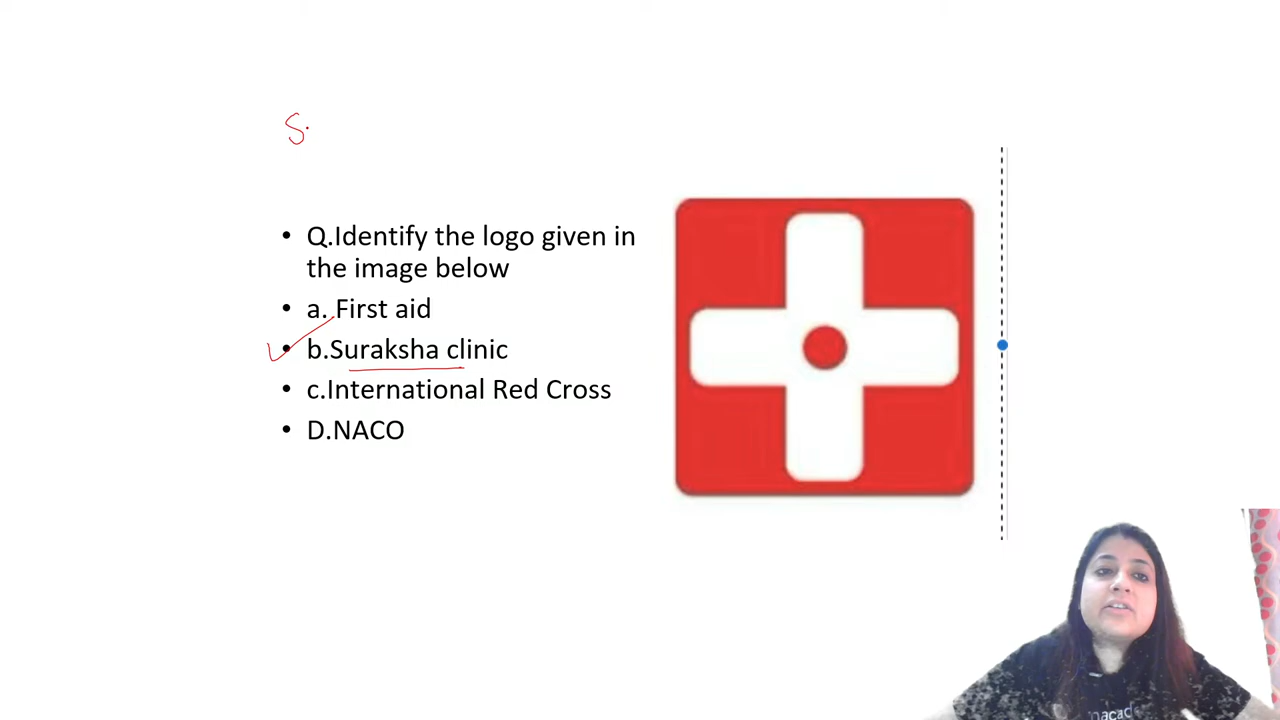 S.
• Q.Identify the logo given in
the image below
• a. First aid
• b.Suraksha clinic
• c.International Red Cross
• D.NACO